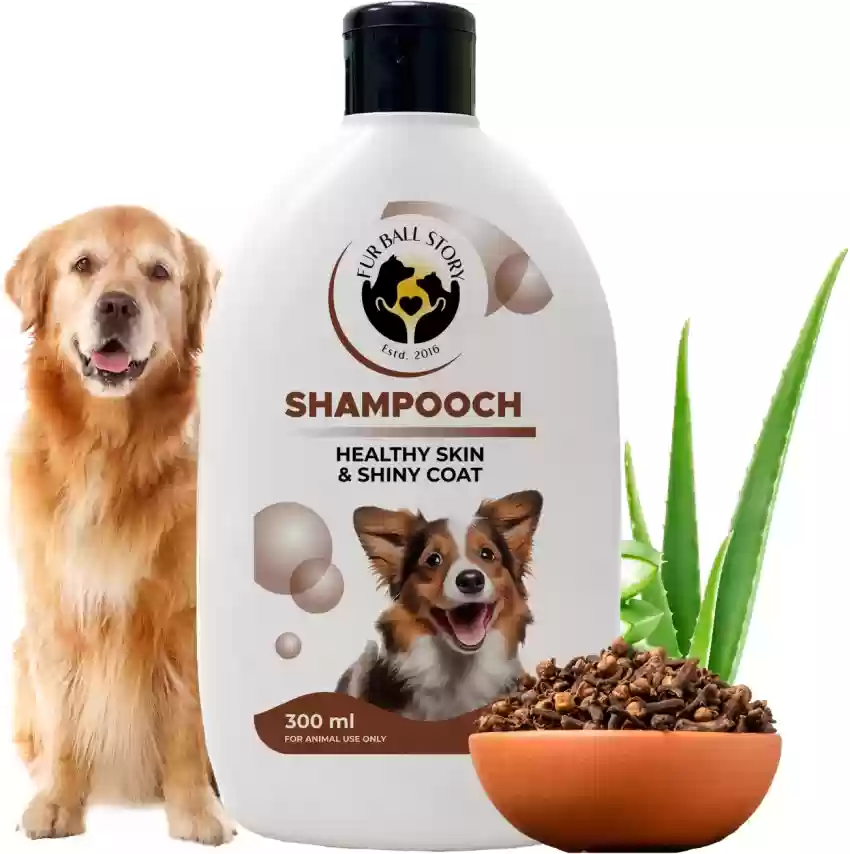 FUR BALL STORY
Estd. 2016
SHAMPOOCH
HEALTHY SKIN
& SHINY COAT
300 ml
FOR ANIMAL USE ONLY